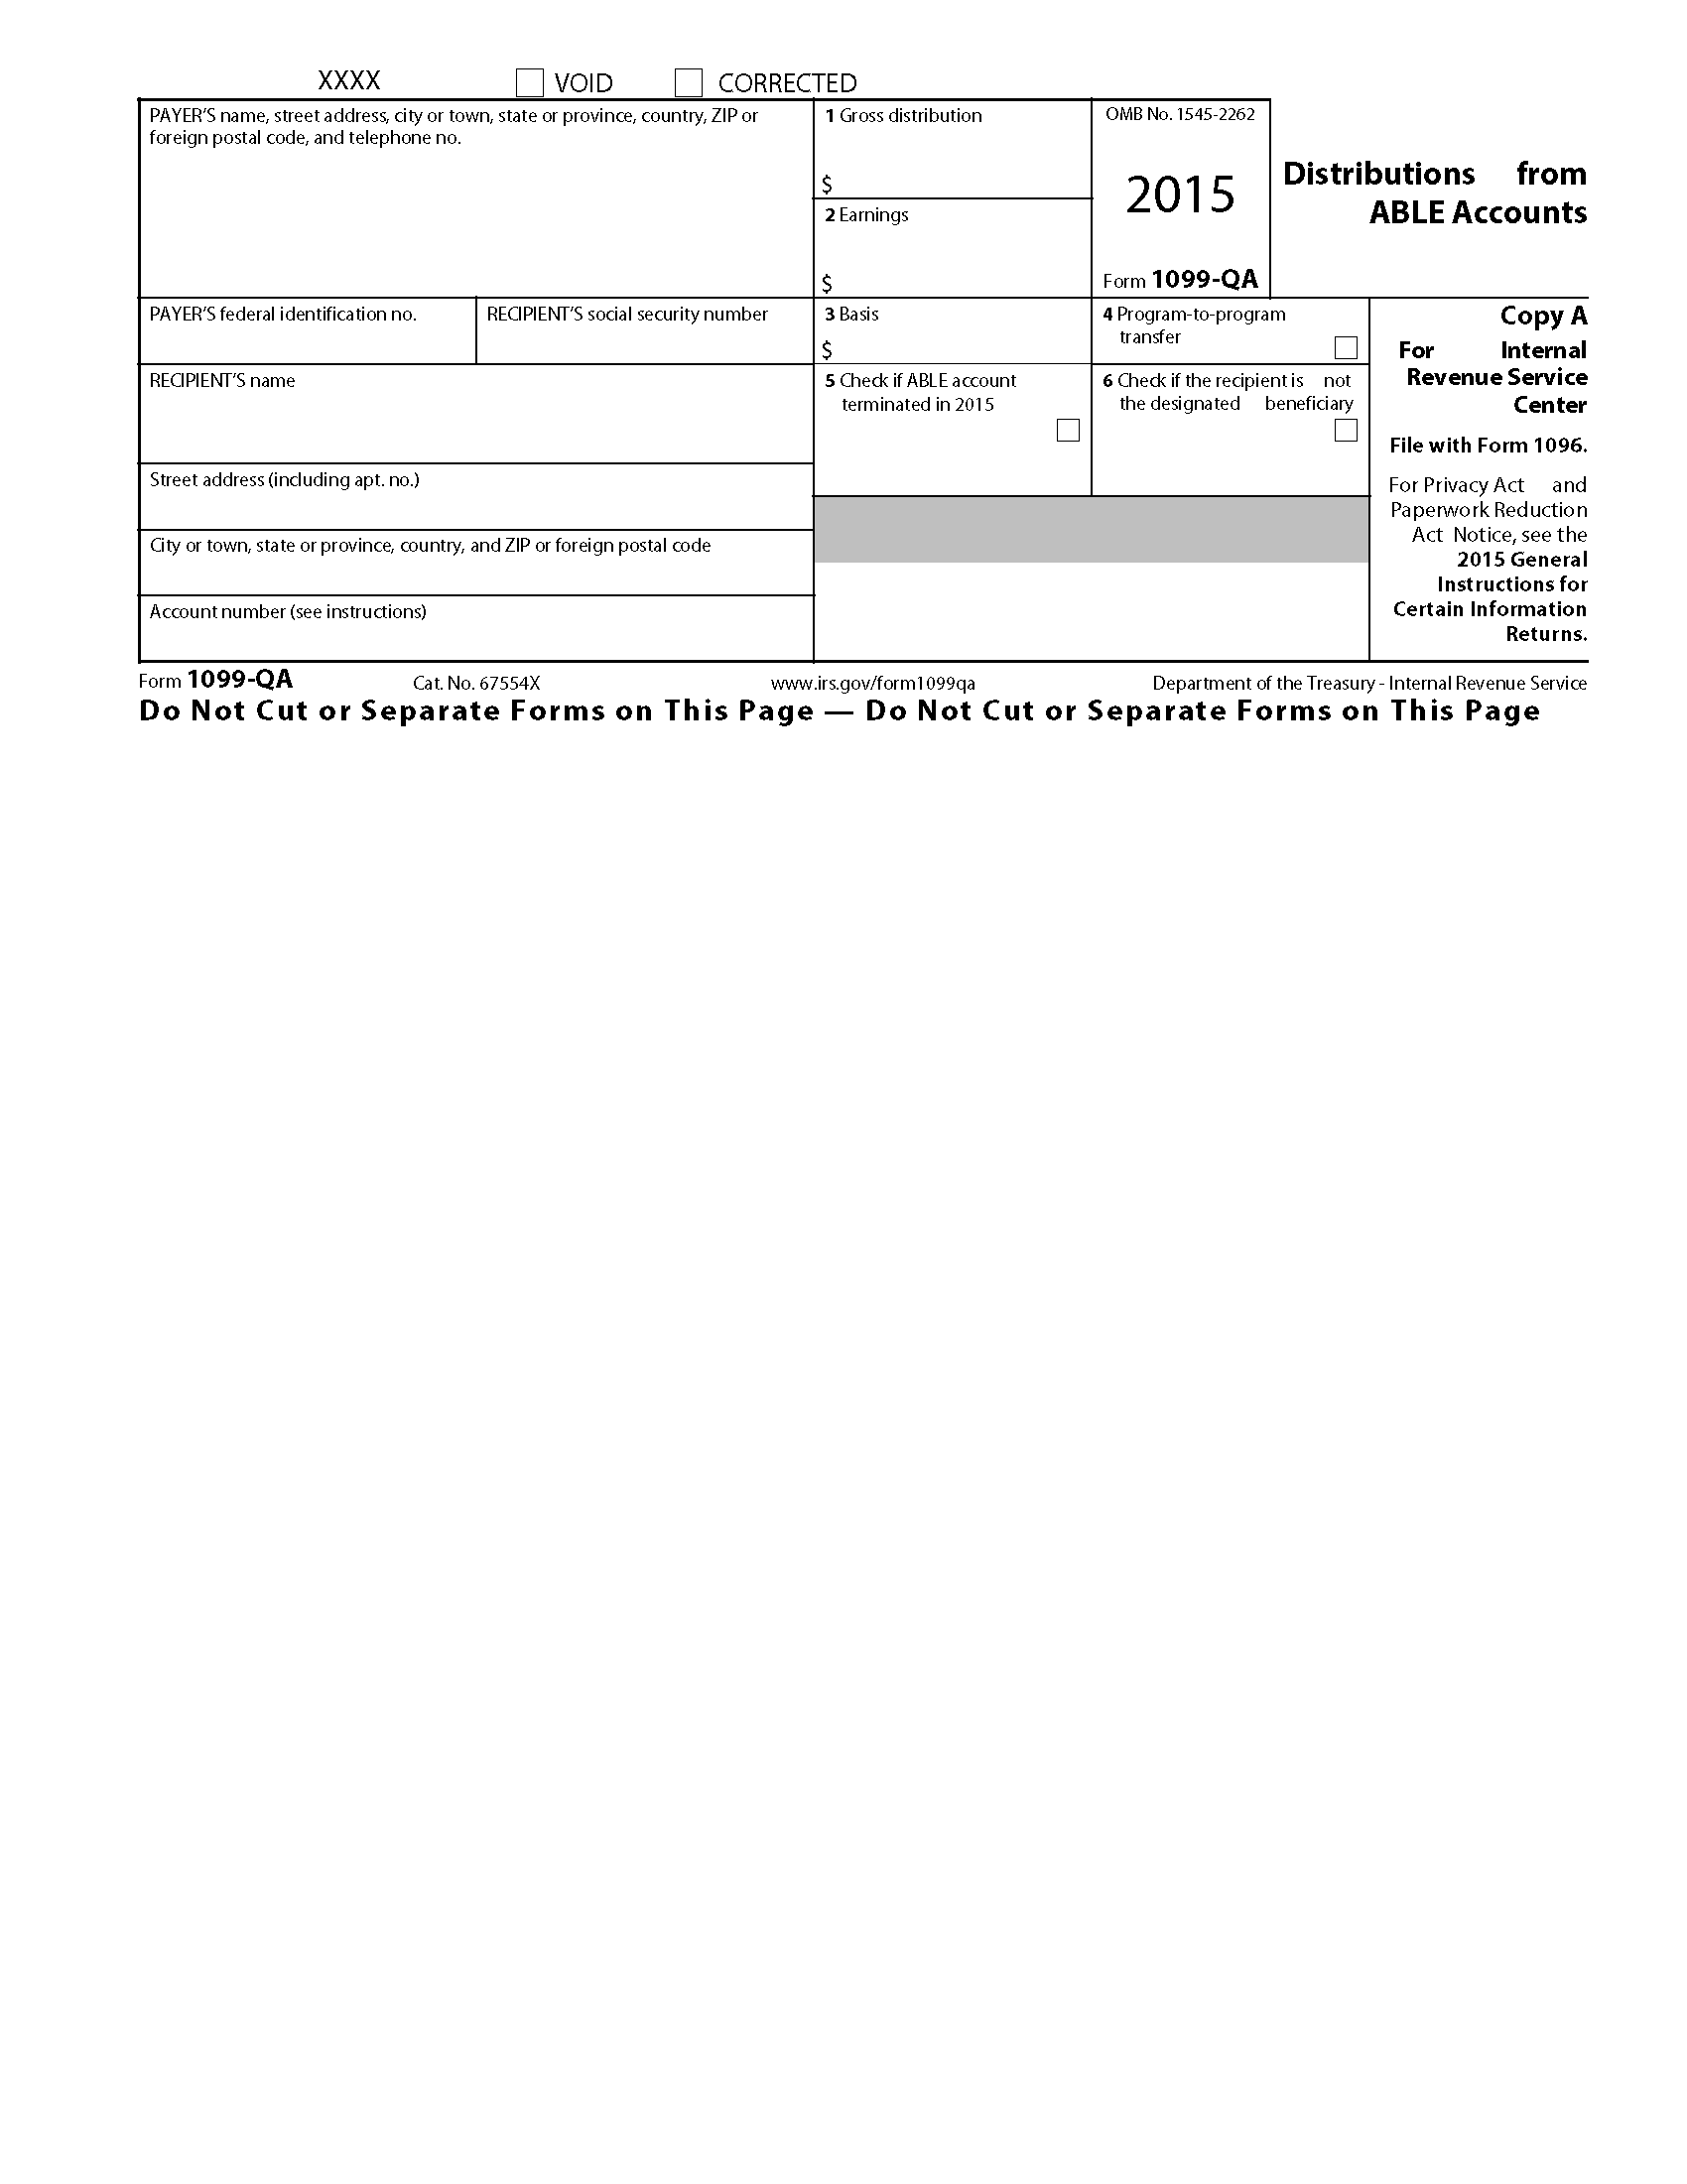 XXXX VOID CORRECTED
PAYER'S name, street address, city or town, state or province, country, ZIP or
foreign postal code, and telephone no.
1 Gross distribution
$
2 Earnings
$
OMB No. 1545-2262
2015
Form 1099-QA
Distributions from
ABLE Accounts
PAYER'S federal identification no.
RECIPIENT'S social security number
3 Basis
$
4 Program-to-program
transfer
Copy A
For Internal
Revenue Service
Center
File with Form 1096.
For Privacy Act and
Paperwork Reduction
Act Notice, see the
2015 General
Instructions for
Certain Information
Returns.
RECIPIENT'S name
5 Check if ABLE account
terminated in 2015
6 Check if the recipient is not
the designated beneficiary
Street address (including apt. no.)
City or town, state or province, country, and ZIP or foreign postal code
Account number (see instructions)
Form 1099-QA Cat. No. 67554X www.irs.gov/form1099qa Department of the Treasury - Internal Revenue Service
Do Not Cut or Separate Forms on This Page — Do Not Cut or Separate Forms on This Page